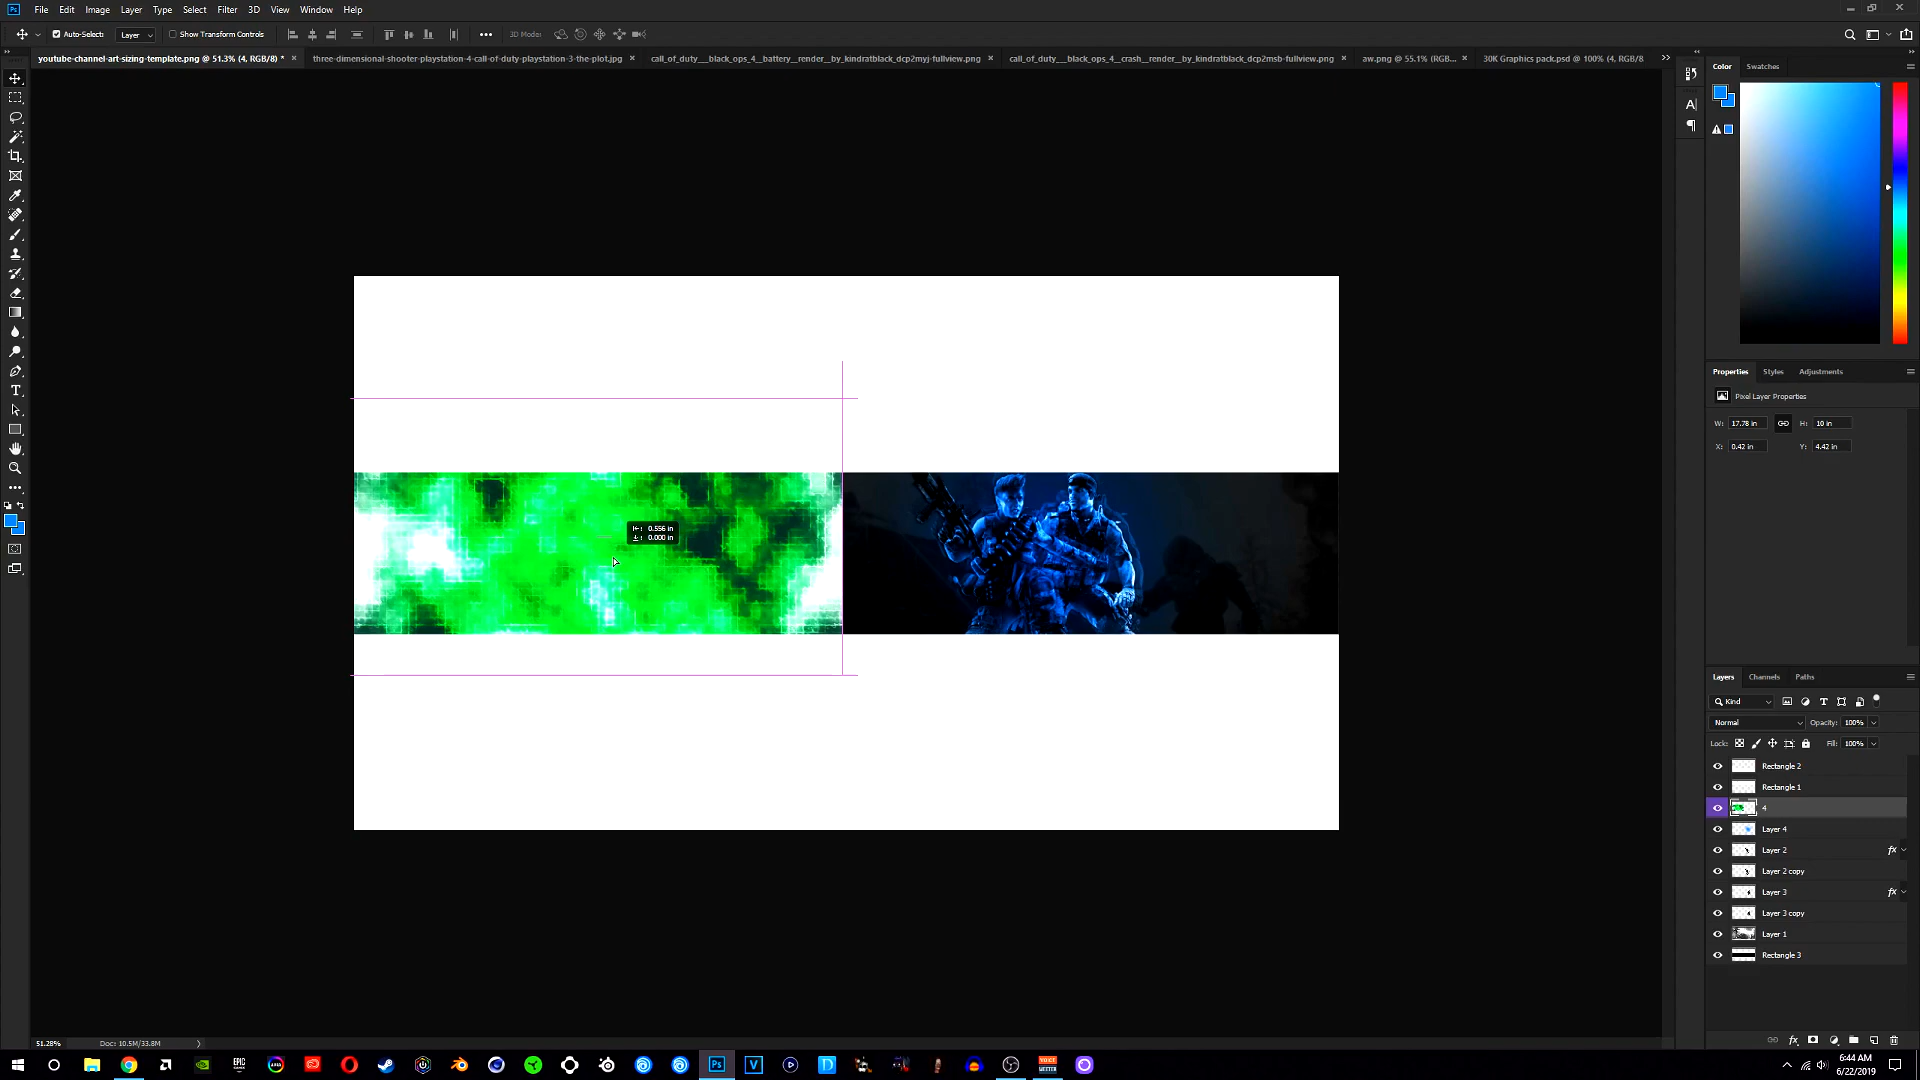 Ps File Edit Image Layer Type Select Filter 3D View Window Help
Auto-Select: Layer Show Transform Controls 3D Mode:
youtube-channel-art-sizing-template.png @ 51.3% (4, RGB/8) * × three-dimensional-shooter-playstation-4-call-of-duty-playstation-3-the-plot.jpg × call_of_duty__black_ops_4__battery__render__by_kindratblack_dcp2myj-fullview.png × call_of_duty__black_ops_4__crash__render__by_kindratblack_dcp2msb-fullview.png × aw.png @ 55.1% (RGB... × 30K Graphics pack.psd @ 100% (4, RGB/8
Color Swatches
Properties Styles Adjustments
Pixel Layer Properties
W: 17.78 in H: 10 in
X: 0.42 in Y: 4.42 in
0.556 in
0.000 in
Layers Channels Paths
Kind
Normal Opacity: 100%
Lock: Fill: 100%
Rectangle 2
Rectangle 1
4
Layer 4
Layer 2 fx
Layer 2 copy
Layer 3 fx
Layer 3 copy
Layer 1
Rectangle 3
51.28% Doc: 10.5M/33.8M
6:44 AM
6/22/2019